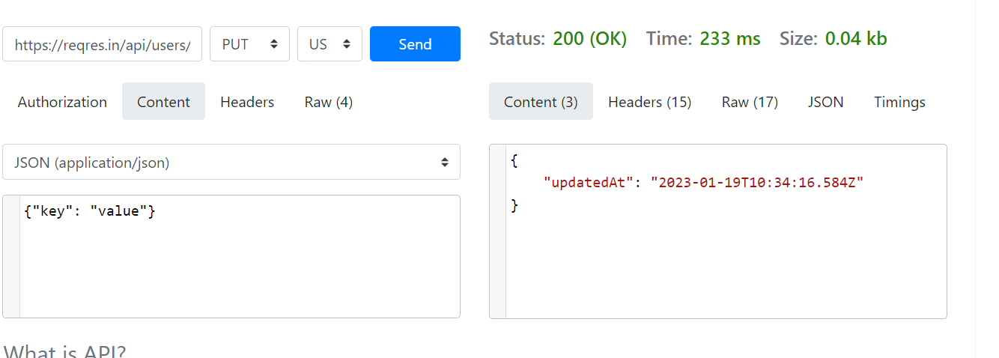 https://reqres.in/api/users/ PUT US Send
Status: 200 (OK) Time: 233 ms Size: 0.04 kb
Authorization Content Headers Raw (4)
Content (3) Headers (15) Raw (17) JSON Timings
JSON (application/json)
{"key": "value"}
{
"updatedAt": "2023-01-19T10:34:16.584Z"
}
What is API?